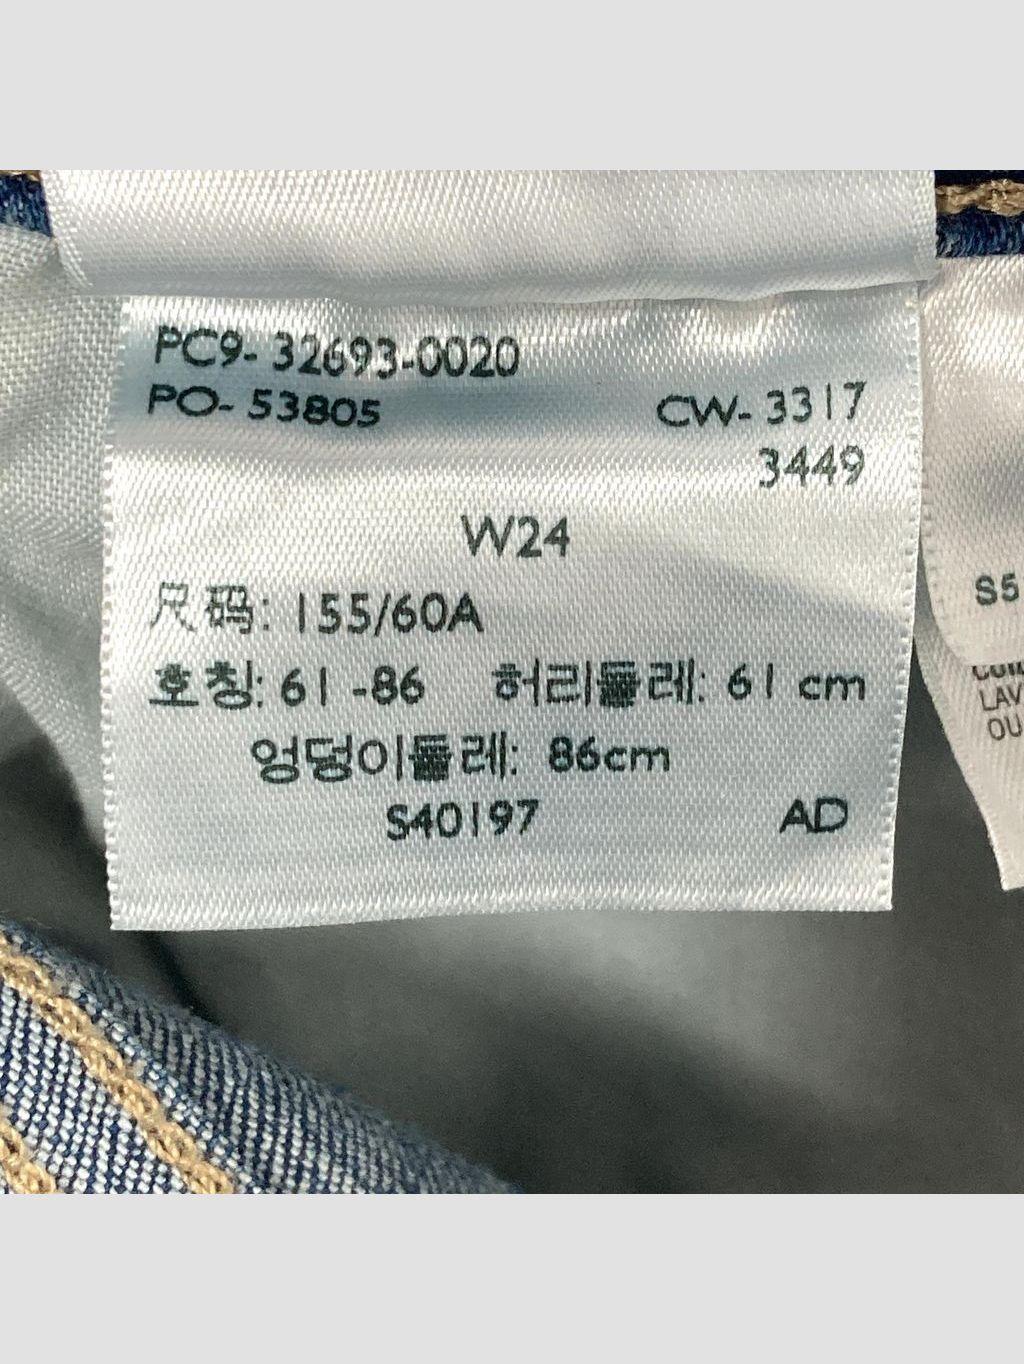 PC9- 32693-0020
PO- 53805 CW- 3317
3449
W24
尺码: 155/60A
호칭: 61 -86 허리둘레: 61 cm
엉덩이둘레: 86cm
S40197 AD
S5
LAV
OU